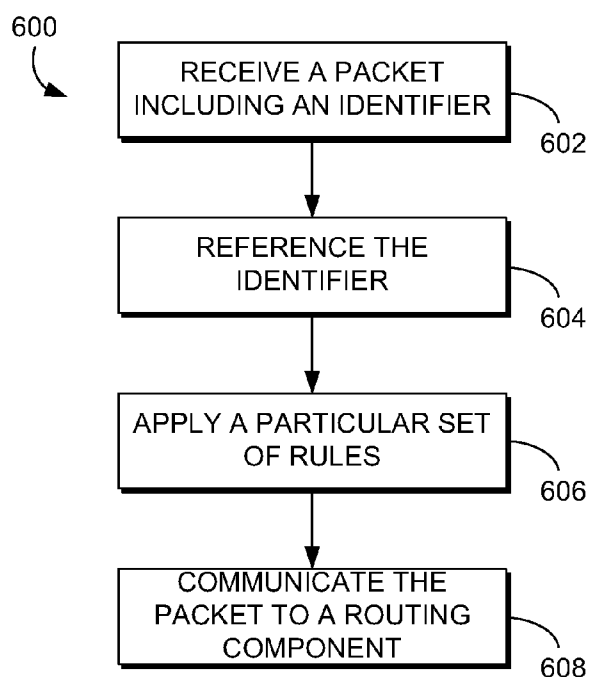 600
RECEIVE A PACKET
INCLUDING AN IDENTIFIER
602
REFERENCE THE
IDENTIFIER
604
APPLY A PARTICULAR SET
OF RULES
606
COMMUNICATE THE
PACKET TO A ROUTING
COMPONENT
608